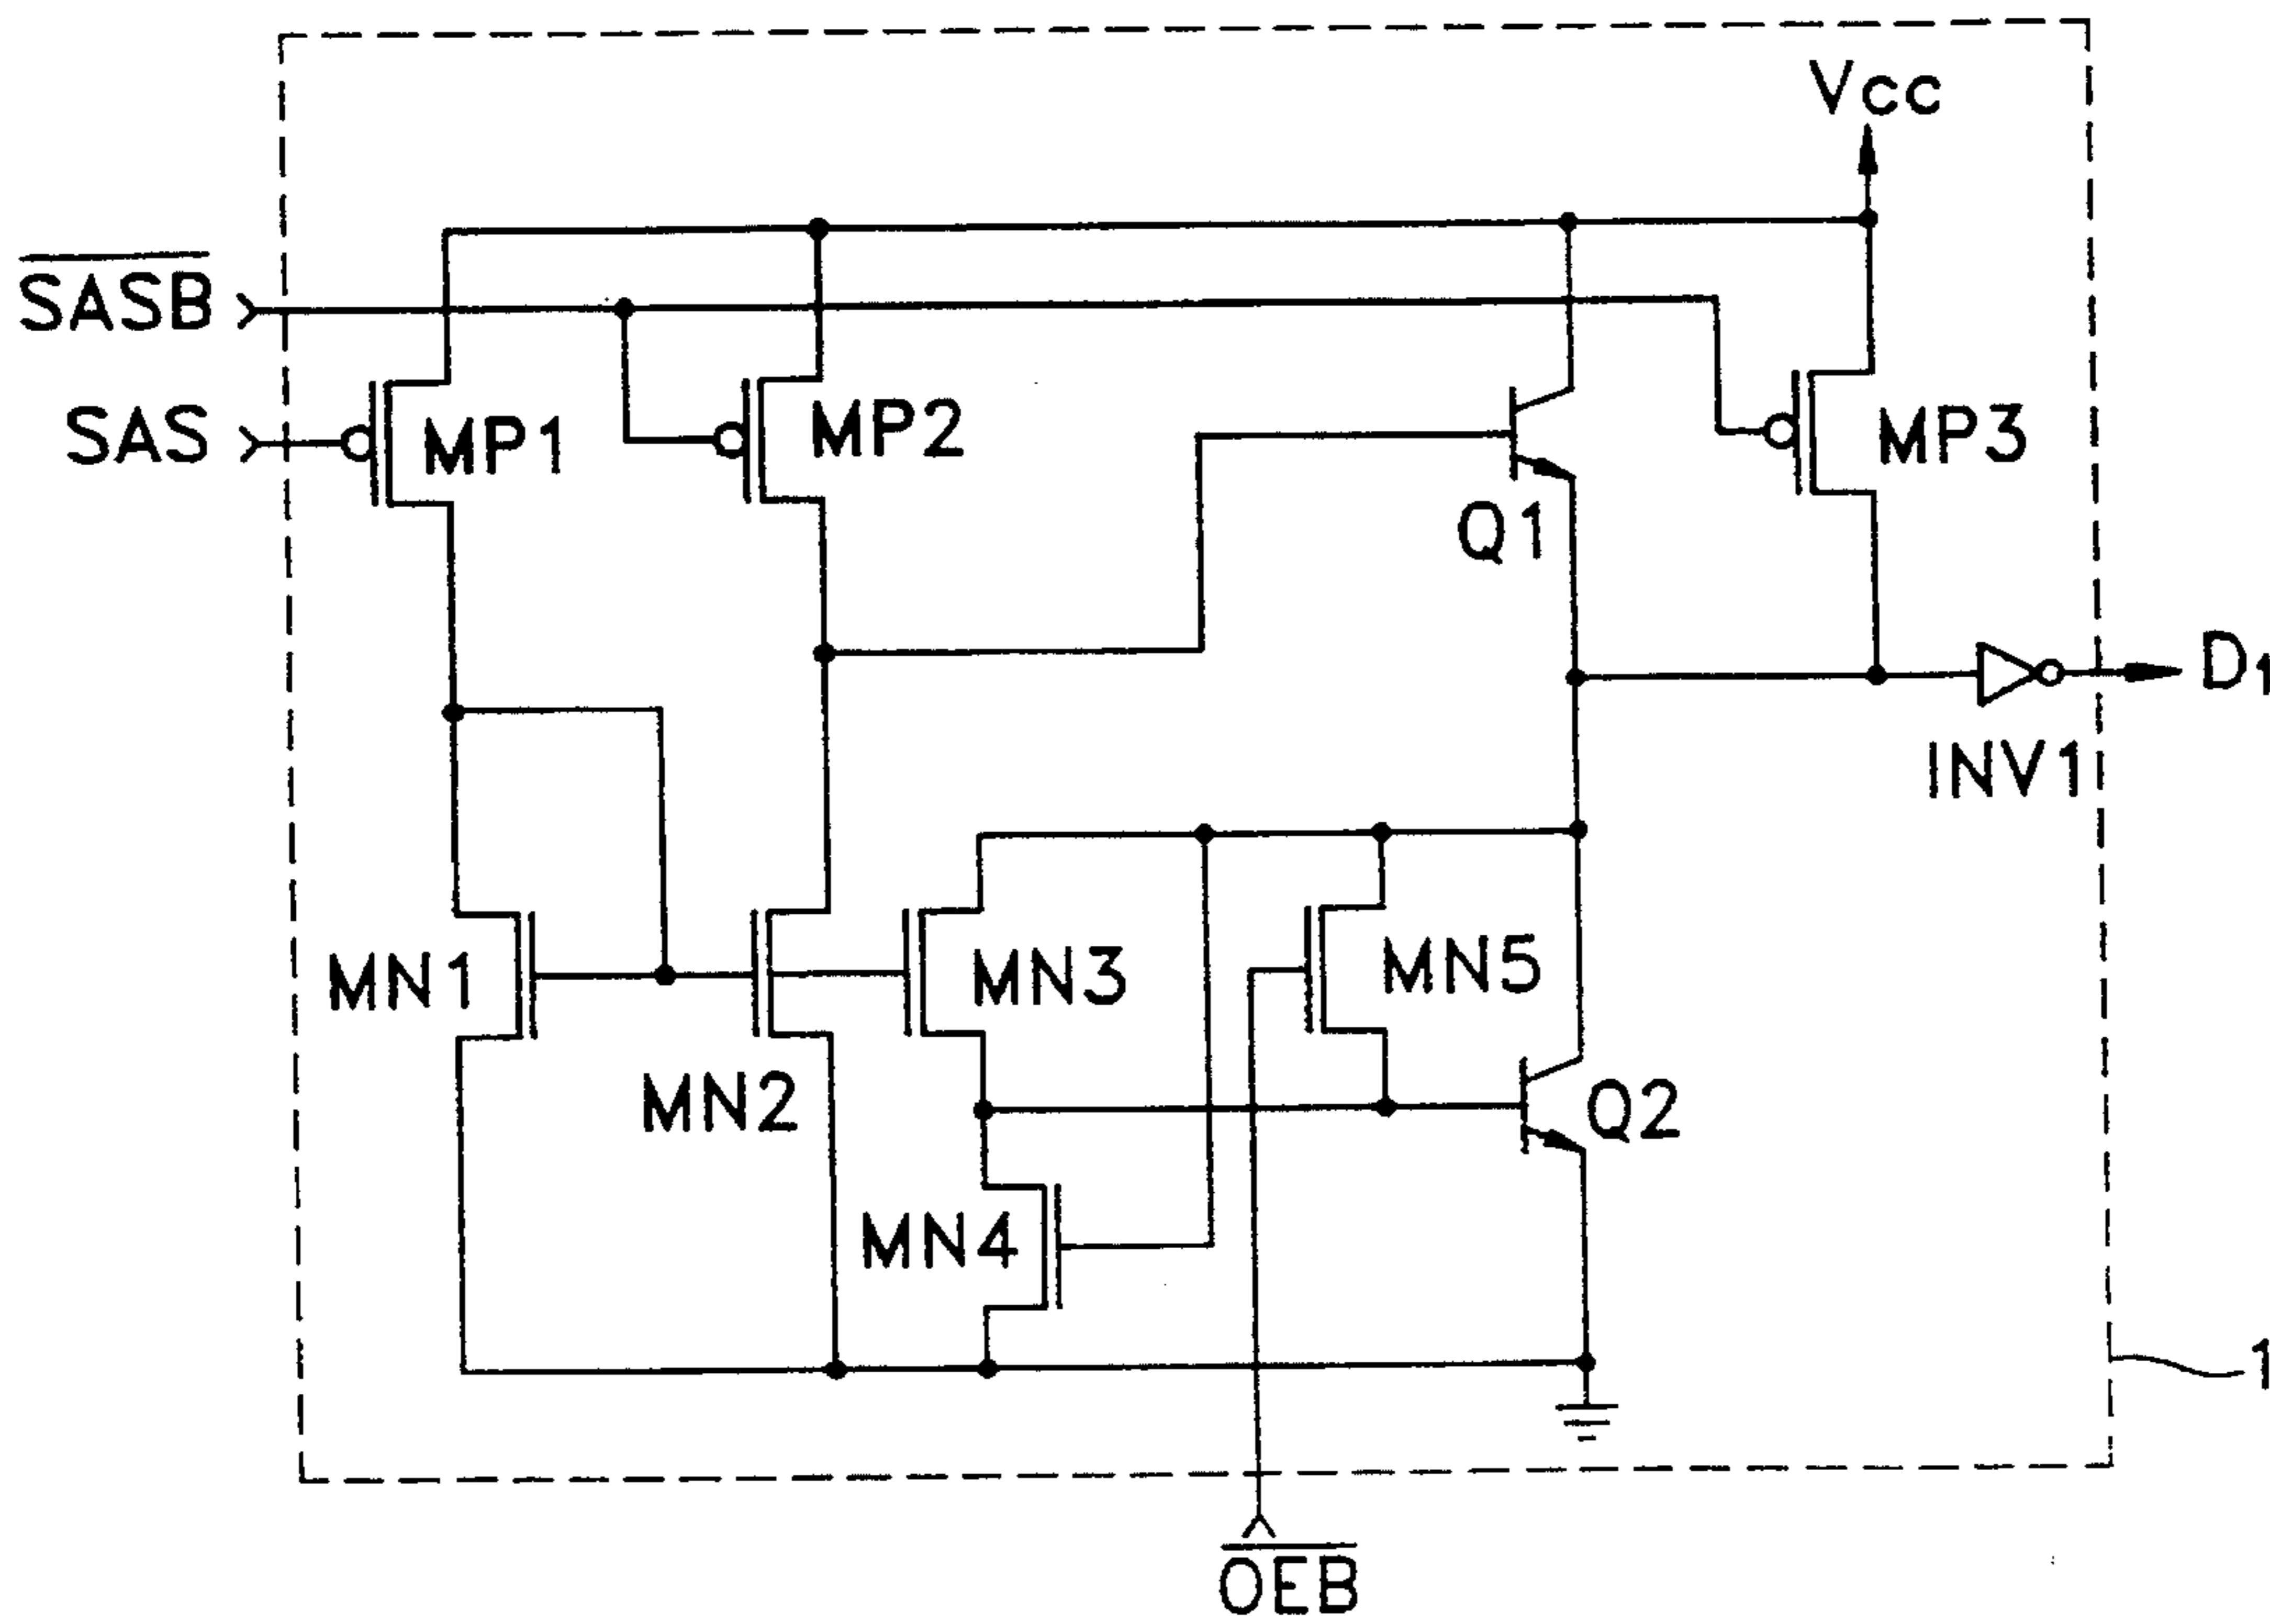 Vcc
SASB
SAS
MP1
MP2
MP3
Q1
D1
INV1
MN1
MN3
MN5
MN2
Q2
MN4
1
OEB